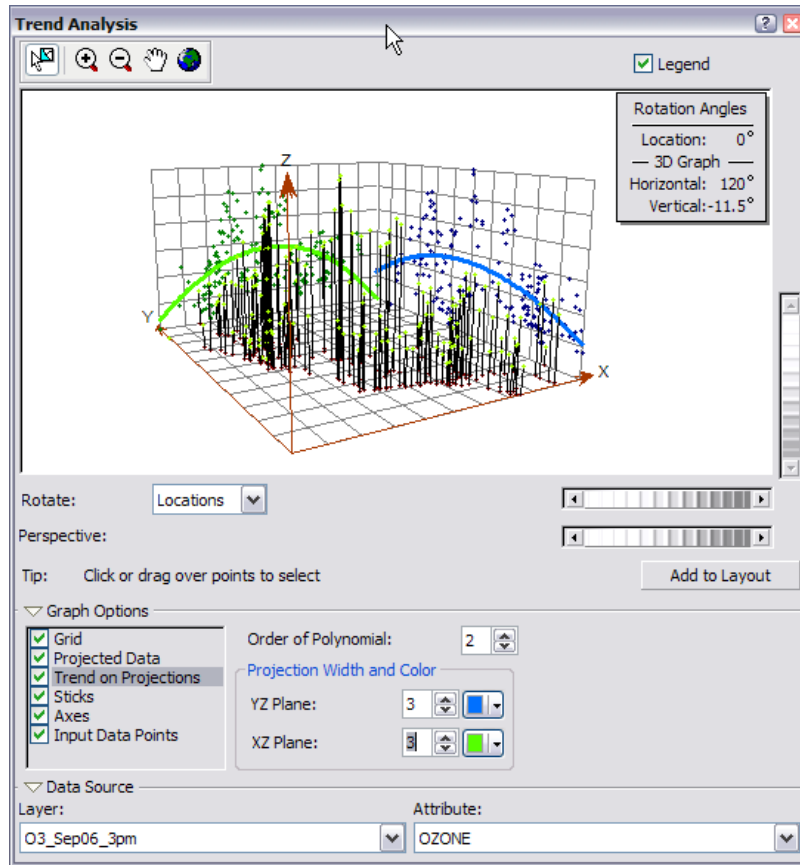 Trend Analysis
?
Legend
Rotation Angles
Location: 0°
3D Graph
Horizontal: 120°
Vertical:-11.5°
Z
Y
X
Rotate: Locations
Perspective:
Tip: Click or drag over points to select
Add to Layout
Graph Options
Grid
Projected Data
Trend on Projections
Sticks
Axes
Input Data Points
Order of Polynomial: 2
Projection Width and Color
YZ Plane: 3
XZ Plane: 3
Data Source
Layer: Attribute:
O3_Sep06_3pm OZONE